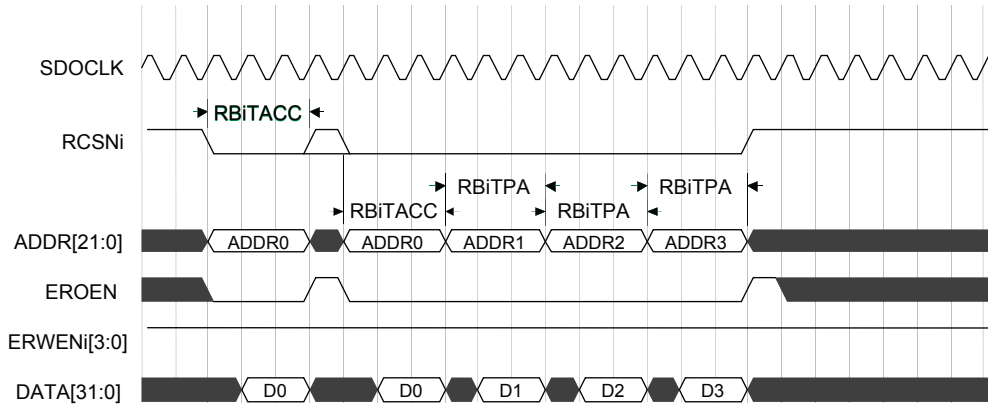 SDOCLK
RBiTACC
RCSNi
RBiTPA RBiTPA
RBiTACC RBiTPA
ADDR[21:0] ADDR0 ADDR0 ADDR1 ADDR2 ADDR3
EROEN
ERWENi[3:0]
DATA[31:0] D0 D0 D1 D2 D3